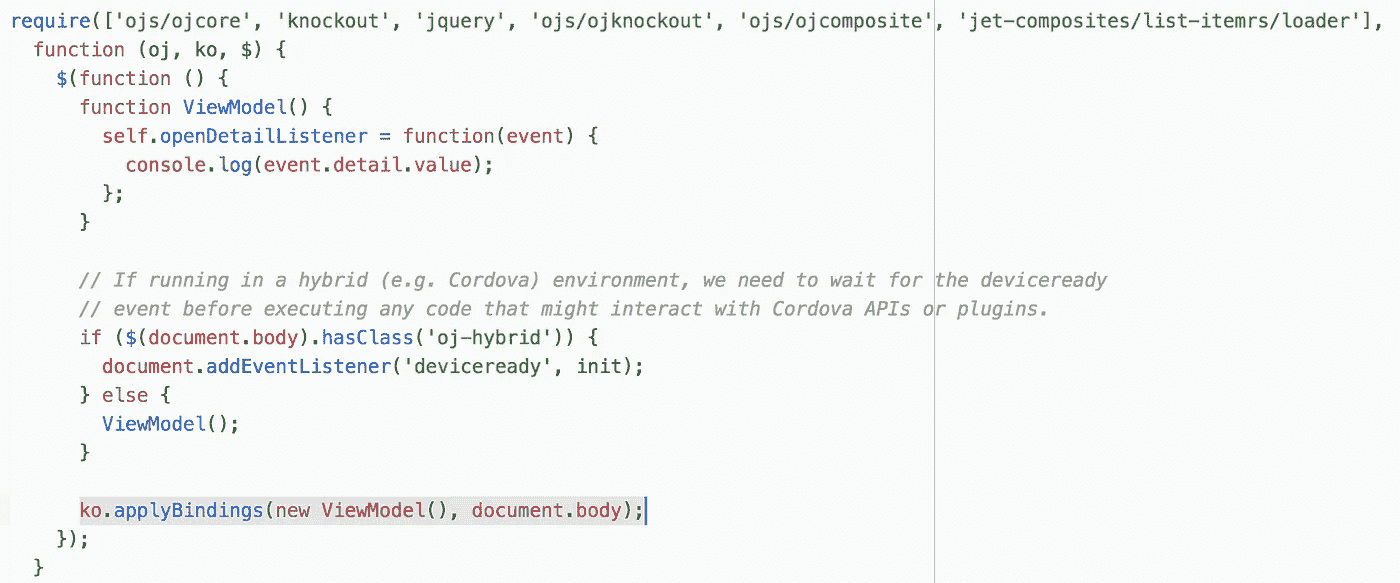 require(['ojs/ojcore', 'knockout', 'jquery', 'ojs/ojknockout', 'ojs/ojcomposite', 'jet-composites/list-itemrs/loader'],
  function (oj, ko, $) {
    $(function () {
      function ViewModel() {
        self.openDetailListener = function(event) {
          console.log(event.detail.value);
        };
      }

      // If running in a hybrid (e.g. Cordova) environment, we need to wait for the deviceready
      // event before executing any code that might interact with Cordova APIs or plugins.
      if ($(document.body).hasClass('oj-hybrid')) {
        document.addEventListener('deviceready', init);
      } else {
        ViewModel();
      }

      ko.applyBindings(new ViewModel(), document.body);
    });
  }